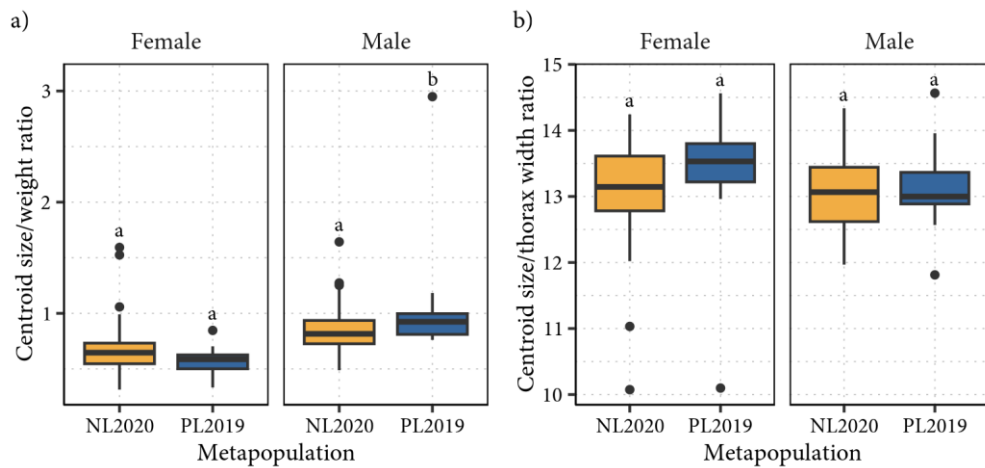 a)
Female Male
Centroid size/weight ratio
3
2
1
a
a
a
b
NL2020 PL2019 NL2020 PL2019
Metapopulation
b)
Female Male
Centroid size/thorax width ratio
15
14
13
12
11
10
a
a
a
a
NL2020 PL2019 NL2020 PL2019
Metapopulation